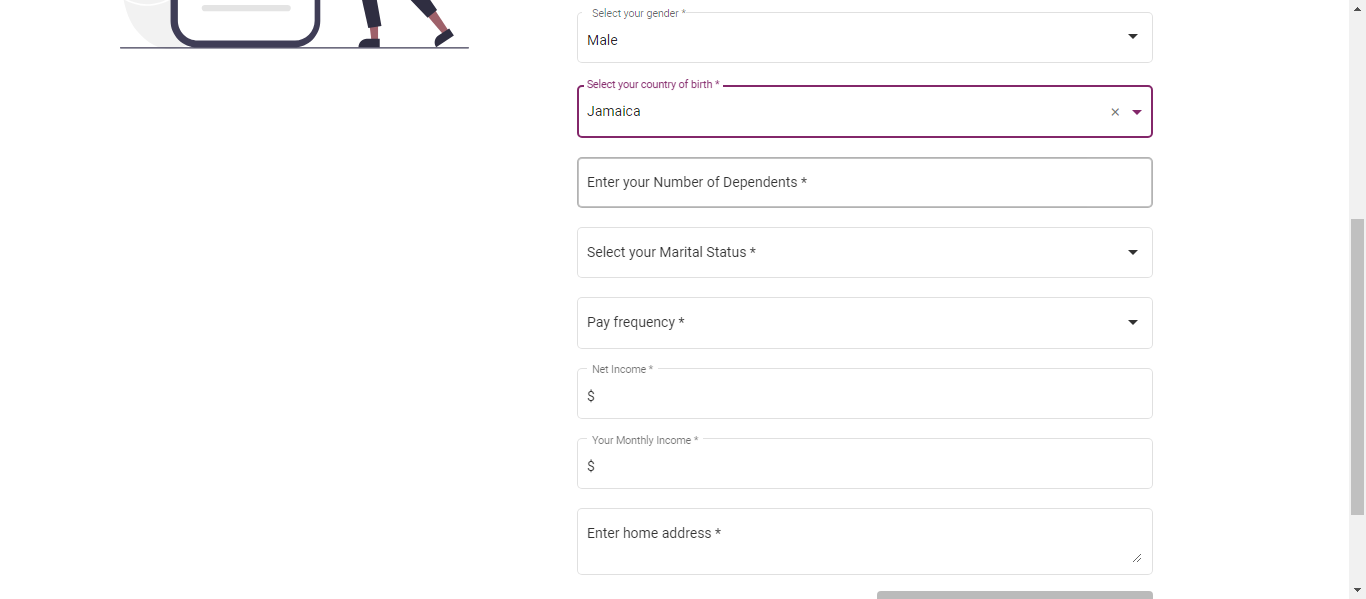 Select your gender *
Male
Select your country of birth *
Jamaica
Enter your Number of Dependents *
Select your Marital Status *
Pay frequency *
Net Income *
$
Your Monthly Income *
$
Enter home address *